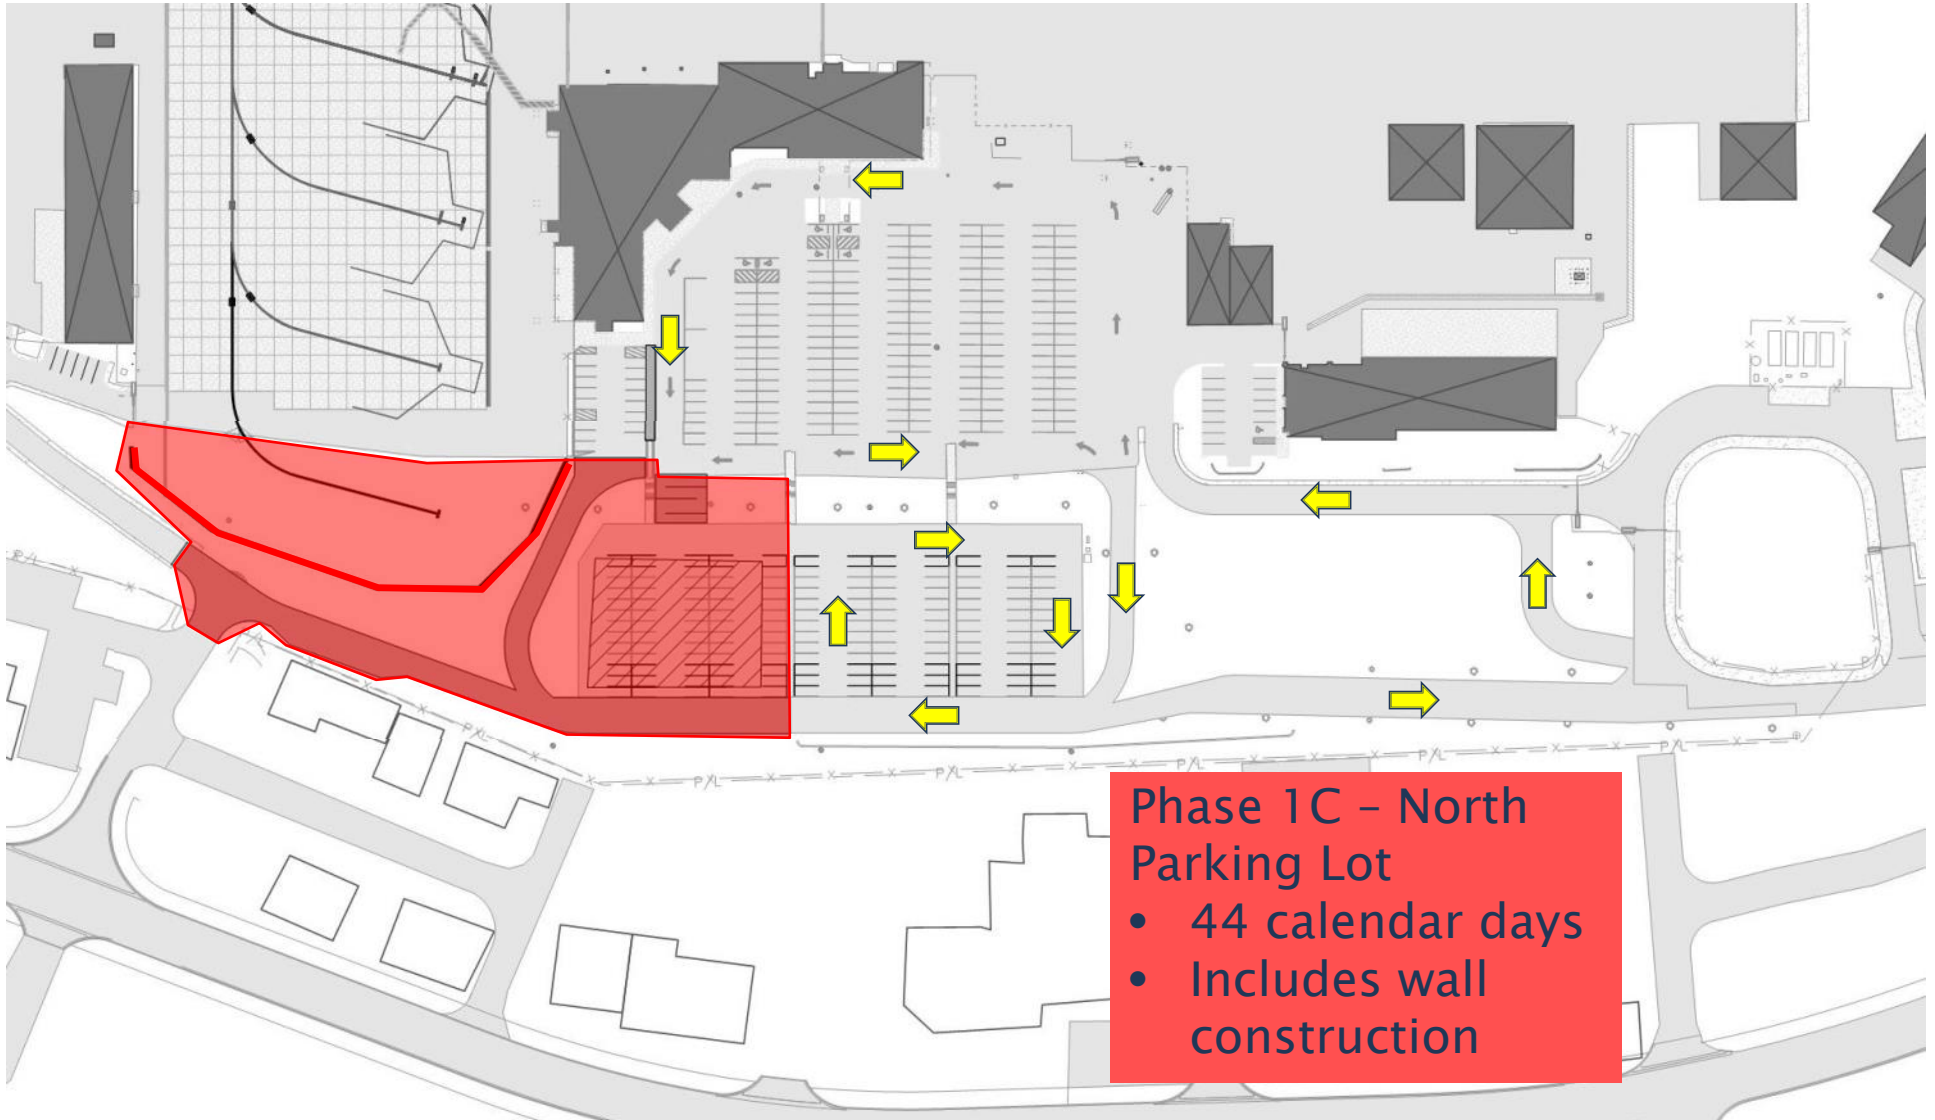 P/L
P/L
P/L
P/L
P/L
P/L
Phase 1C – North
Parking Lot
• 44 calendar days
• Includes wall
construction